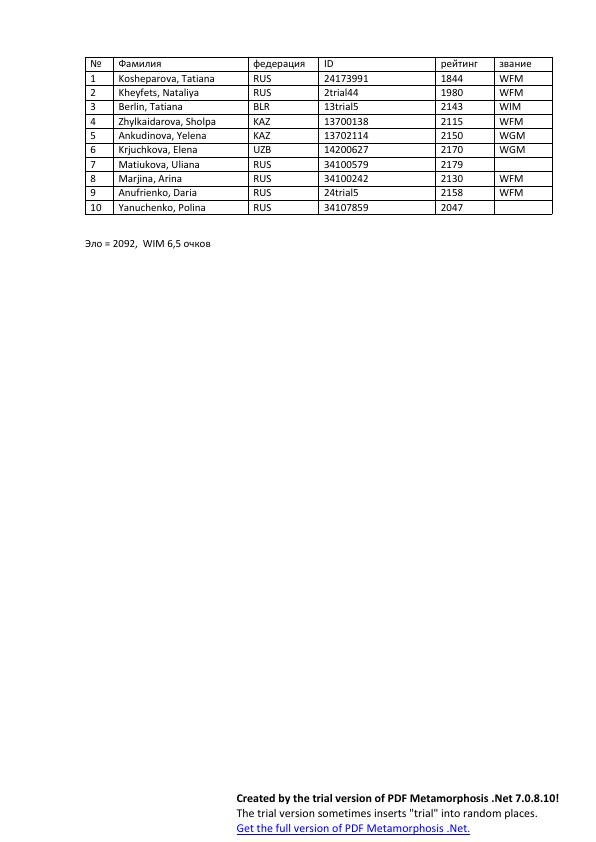 № Фамилия федерация ID рейтинг звание
1 Kosheparova, Tatiana RUS 24173991 1844 WFM
2 Kheyfets, Nataliya RUS 2trial44 1980 WFM
3 Berlin, Tatiana BLR 13trial5 2143 WIM
4 Zhylkaidarova, Sholpa KAZ 13700138 2115 WFM
5 Ankudinova, Yelena KAZ 13702114 2150 WGM
6 Krjuchkova, Elena UZB 14200627 2170 WGM
7 Matiukova, Uliana RUS 34100579 2179
8 Marjina, Arina RUS 34100242 2130 WFM
9 Anufrienko, Daria RUS 24trial5 2158 WFM
10 Yanuchenko, Polina RUS 34107859 2047
Эло = 2092, WIM 6,5 очков
Created by the trial version of PDF Metamorphosis .Net 7.0.8.10!
The trial version sometimes inserts "trial" into random places.
Get the full version of PDF Metamorphosis .Net.